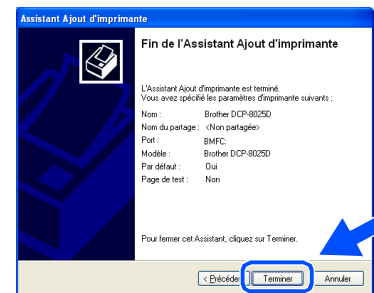 Assistant Ajout d'imprimante
Fin de l'Assistant Ajout d'imprimante
L'Assistant Ajout d'imprimante est terminé.
Vous avez spécifié les paramètres d'imprimante suivants :
Nom : Brother DCP-8025D
Nom du partage : <Non partagée>
Port : BMFC:
Modèle : Brother DCP-8025D
Par défaut : Oui
Page de test : Non
Pour fermer cet Assistant, cliquez sur Terminer.
< Précéden Terminer Annuler